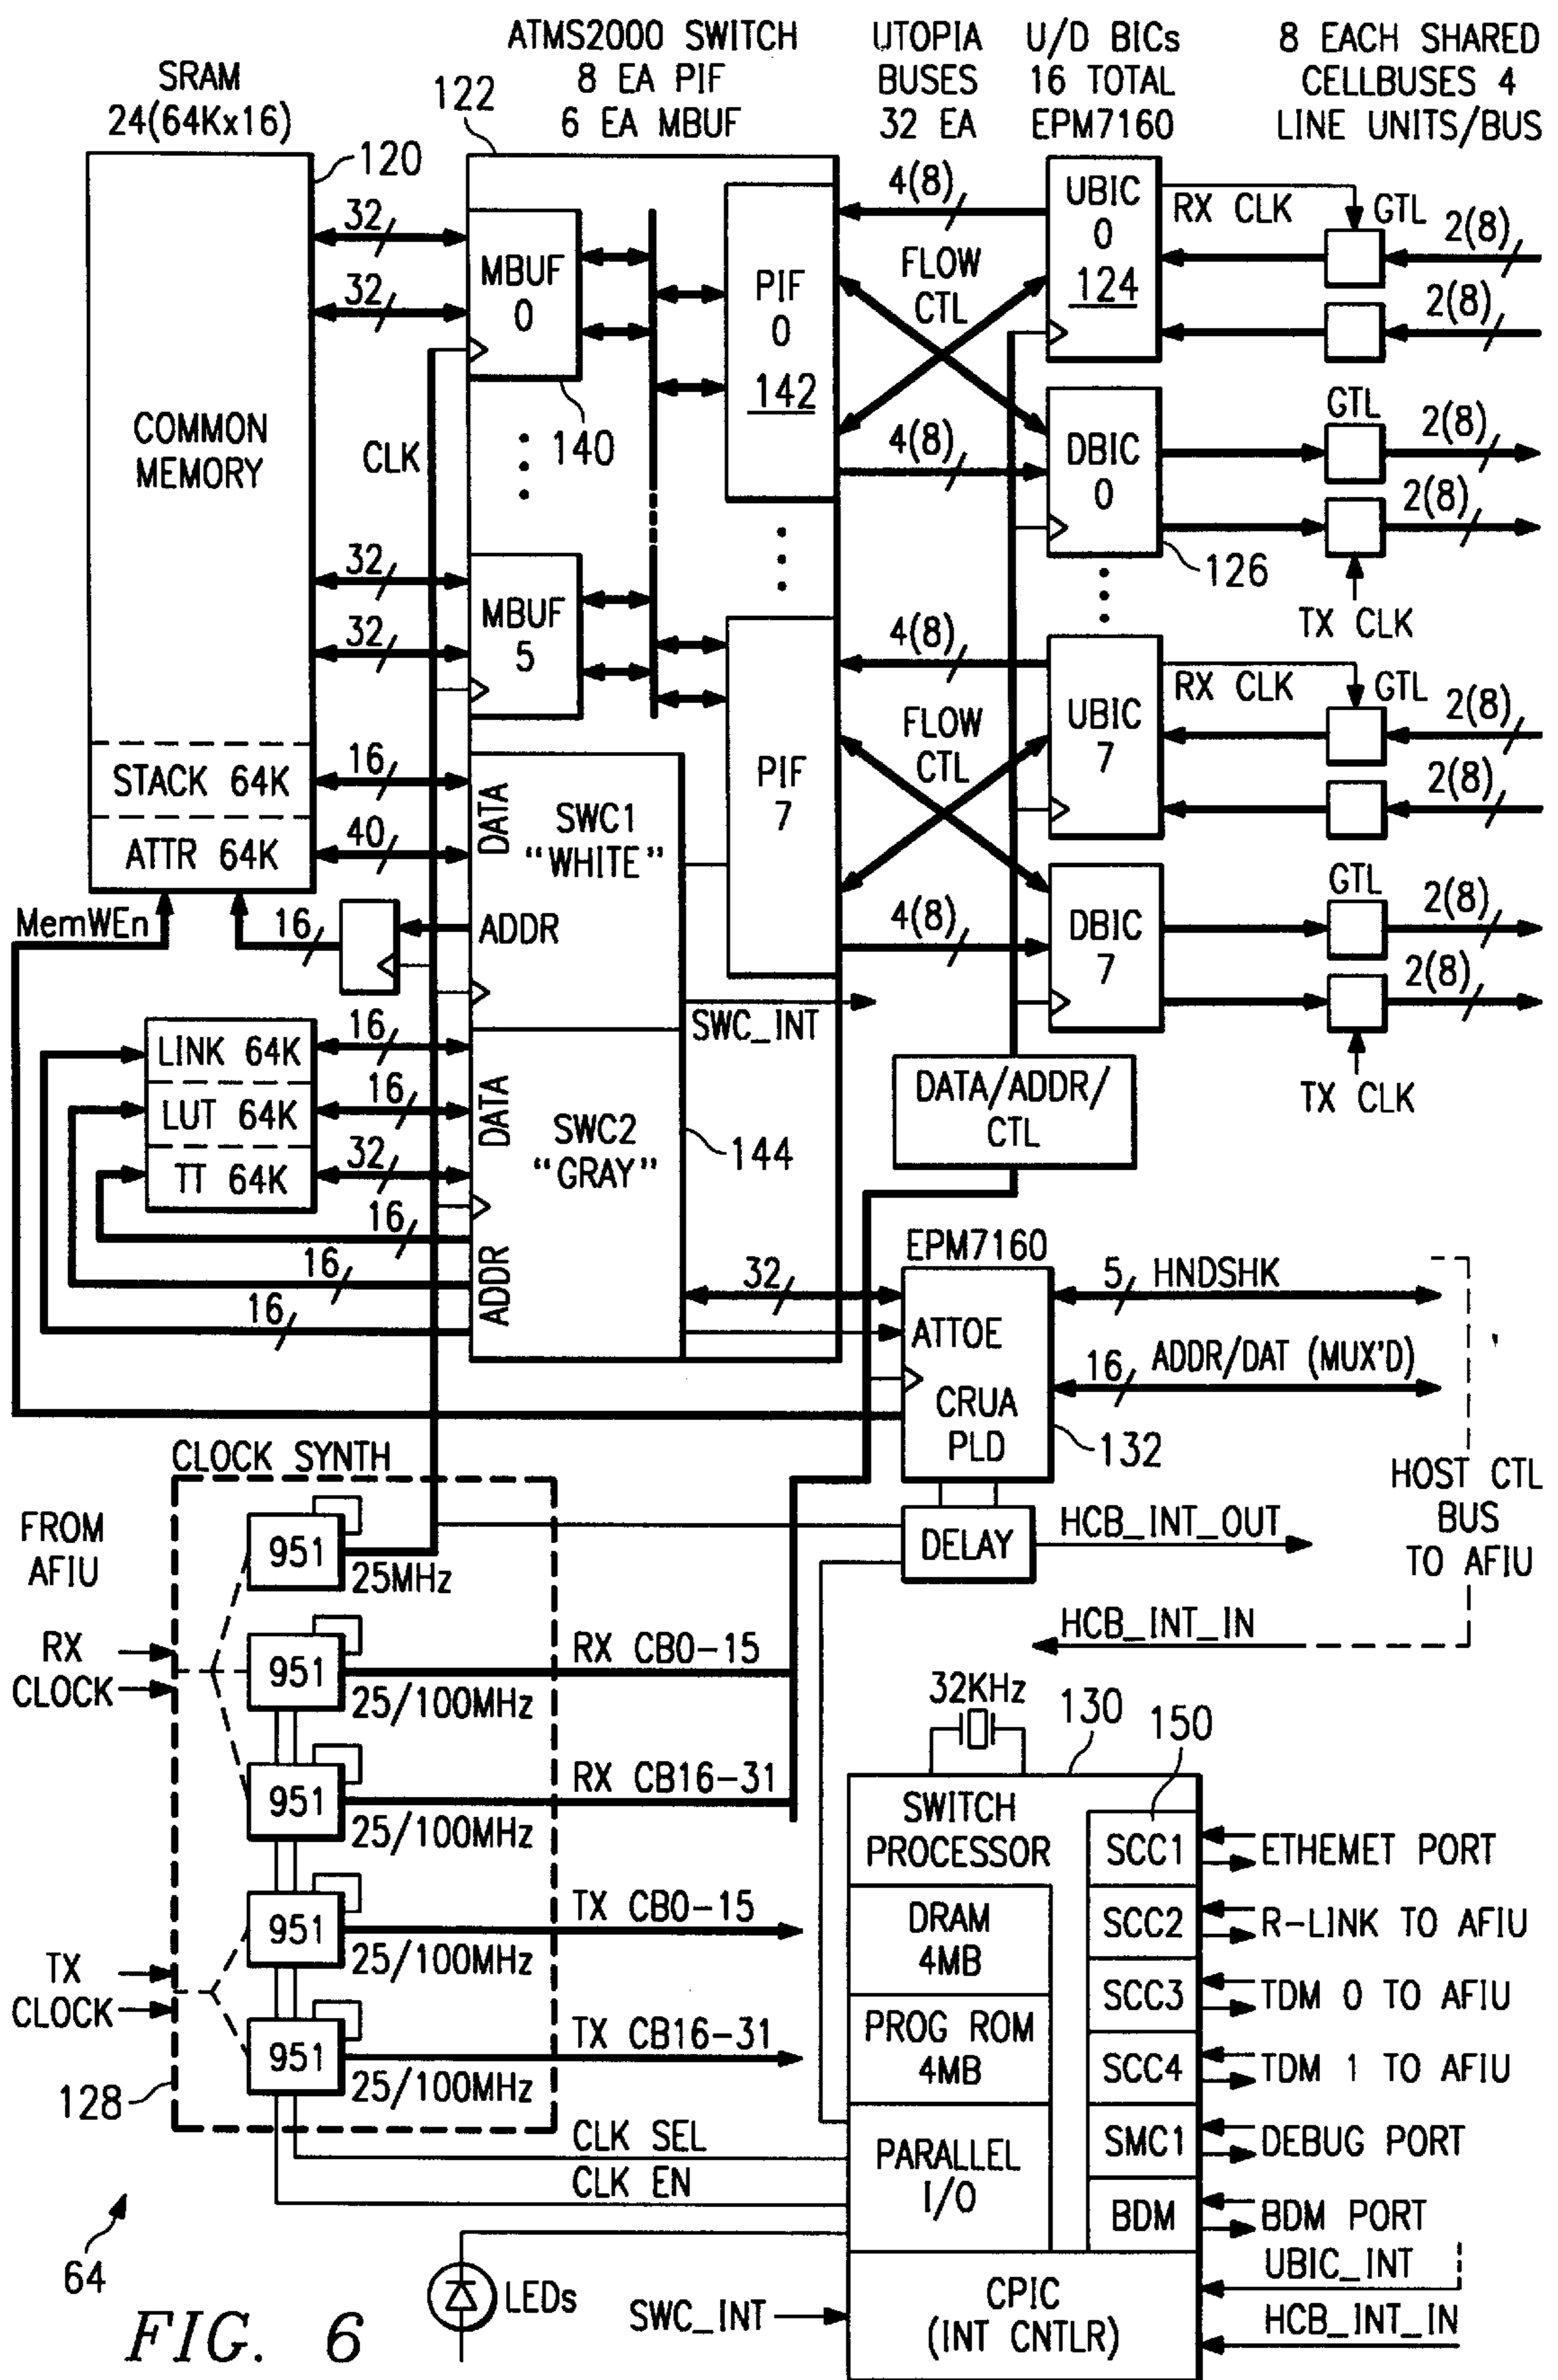 SRAM
24(64Kx16)
120
122
ATMS2000 SWITCH
8 EA PIF
6 EA MBUF
UTOPIA
BUSES
32 EA
U/D BICs
16 TOTAL
EPM7160
8 EACH SHARED
CELLBUSES 4
LINE UNITS/BUS
COMMON
MEMORY
STACK 64K
ATTR 64K
32
32
32
32
16
40
CLK
MBUF
0
140
MBUF
5
PIF
0
142
PIF
7
4(8)
FLOW
CTL
4(8)
4(8)
FLOW
CTL
4(8)
UBIC
0
124
RX CLK
GTL
2(8)
2(8)
DBIC
0
126
GTL
2(8)
2(8)
TX CLK
UBIC
7
RX CLK
GTL
2(8)
2(8)
DBIC
7
GTL
2(8)
2(8)
TX CLK
DATA
SWC1
"WHITE"
ADDR
MemWEn
16
SWC_INT
LINK 64K
LUT 64K
TT 64K
16
16
32
16
16
16
DATA
SWC2
"GRAY"
ADDR
144
DATA/ADDR/
CTL
32
EPM7160
ATTOE
CRUA
PLD
132
5
HNDSHK
16
ADDR/DAT (MUX'D)
HOST CTL
BUS
TO AFIU
DELAY
HCB_INT_OUT
HCB_INT_IN
CLOCK SYNTH
FROM
AFIU
RX
CLOCK
TX
CLOCK
951
25MHz
951
25/100MHz
RX CB0-15
951
25/100MHz
RX CB16-31
951
25/100MHz
TX CB0-15
951
25/100MHz
TX CB16-31
128
CLK SEL
CLK EN
32KHz
130
150
SWITCH
PROCESSOR
DRAM
4MB
PROG ROM
4MB
PARALLEL
I/O
SCC1
ETHEMET PORT
SCC2
R-LINK TO AFIU
SCC3
TDM 0 TO AFIU
SCC4
TDM 1 TO AFIU
SMC1
DEBUG PORT
BDM
BDM PORT
UBIC_INT
CPIC
(INT CNTLR)
HCB_INT_IN
SWC_INT
LEDs
64
FIG. 6